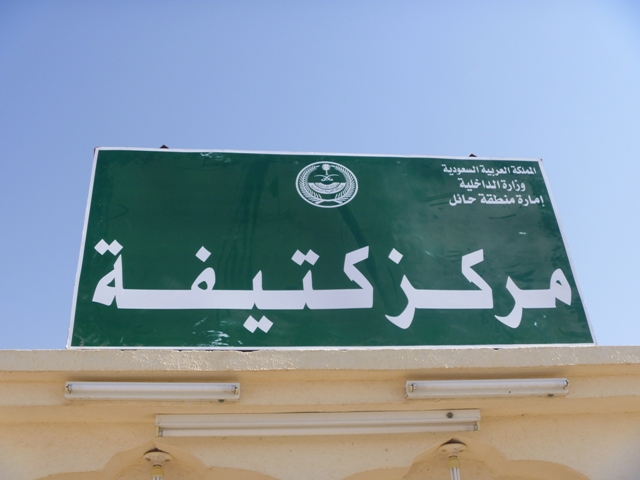 المملكة العربية السعودية
وزارة الداخلية
إمارة منطقة حائل
مركز كتيفة